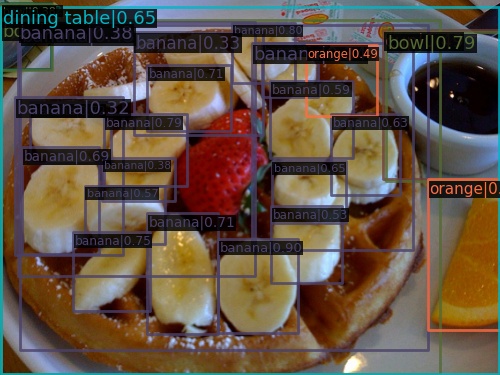 dining table|0.65
banana|0.38
banana|0.33
banana|0.80
orange|0.49
bowl|0.79
banana|0.71
banana|0.59
banana|0.32
banana|0.79
banana|0.63
banana|0.69
banana|0.38
banana|0.65
banana|0.57
orange|0.
banana|0.71
banana|0.53
banana|0.75
banana|0.90